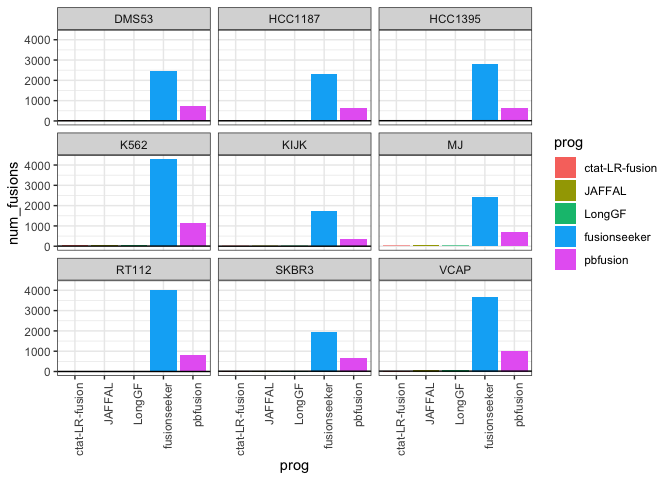 DMS53 HCC1187 HCC1395
4000
3000
2000
1000
0
K562 KIJK MJ
4000
3000
2000
1000
0
RT112 SKBR3 VCAP
4000
3000
2000
1000
0
num_fusions
ctat-LR-fusion JAFFAL LongGF fusionseeker pbfusion ctat-LR-fusion JAFFAL LongGF fusionseeker pbfusion ctat-LR-fusion JAFFAL LongGF fusionseeker pbfusion
prog
prog
ctat-LR-fusion
JAFFAL
LongGF
fusionseeker
pbfusion